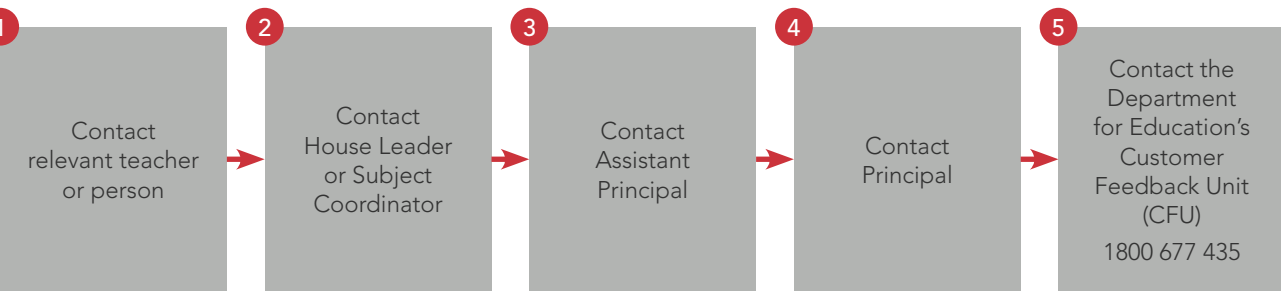 1
Contact
relevant teacher
or person
2
Contact
House Leader
or Subject
Coordinator
3
Contact
Assistant
Principal
4
Contact
Principal
5
Contact the
Department
for Education’s
Customer
Feedback Unit
(CFU)
1800 677 435